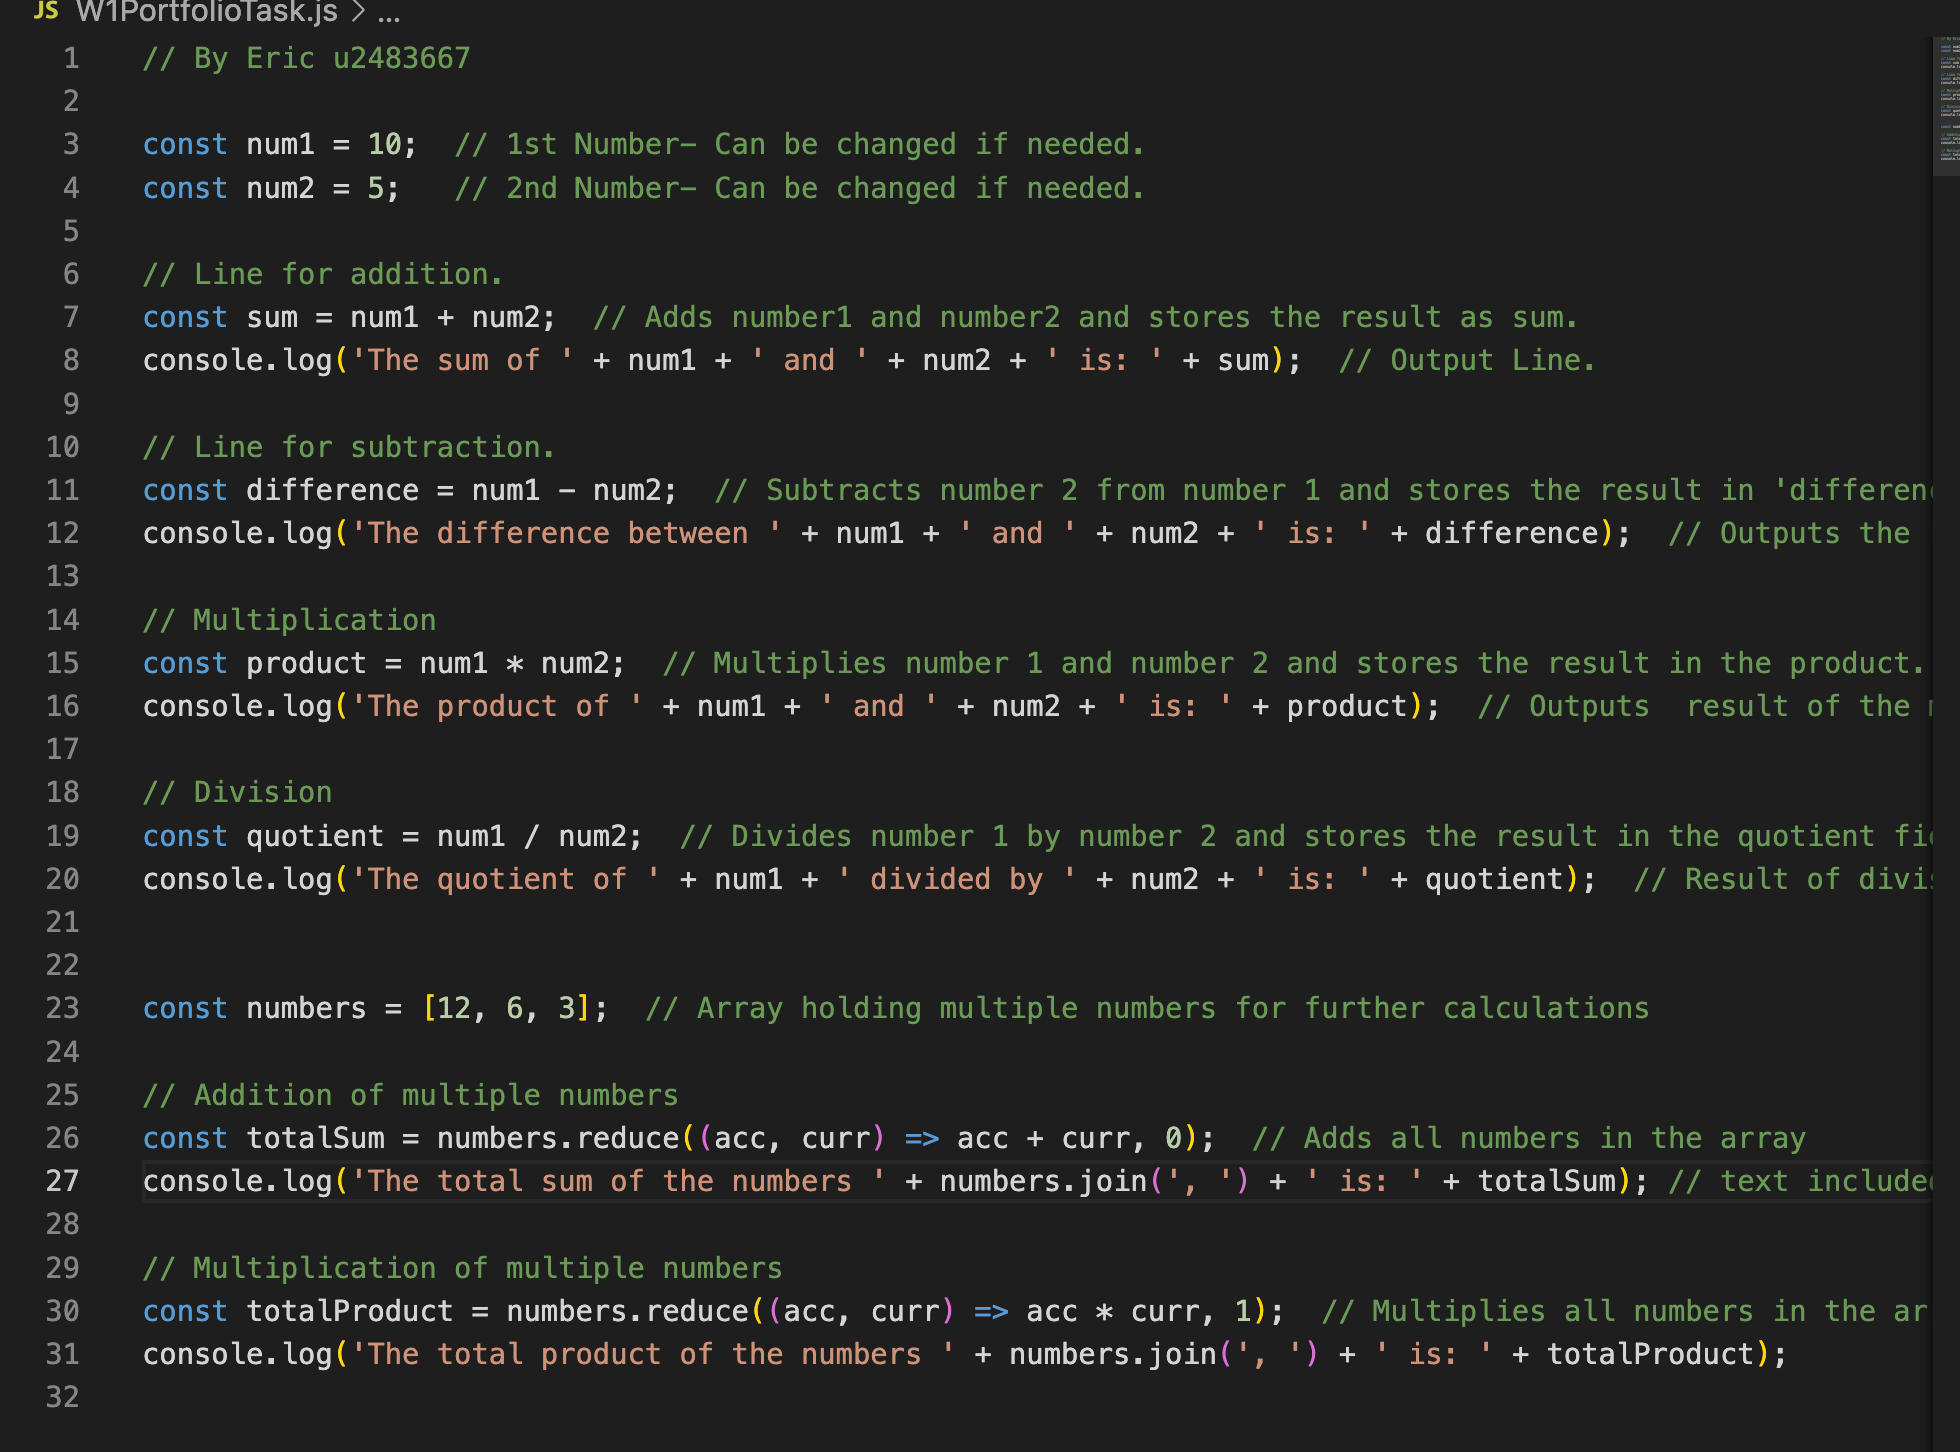 JS W1PortfolioTask.js > ...
1 // By Eric u2483667
2
3 const num1 = 10;  // 1st Number- Can be changed if needed.
4 const num2 = 5;   // 2nd Number- Can be changed if needed.
5
6 // Line for addition.
7 const sum = num1 + num2;  // Adds number1 and number2 and stores the result as sum.
8 console.log('The sum of ' + num1 + ' and ' + num2 + ' is: ' + sum);  // Output Line.
9
10 // Line for subtraction.
11 const difference = num1 - num2;  // Subtracts number 2 from number 1 and stores the result in 'differen
12 console.log('The difference between ' + num1 + ' and ' + num2 + ' is: ' + difference);  // Outputs the
13
14 // Multiplication
15 const product = num1 * num2;  // Multiplies number 1 and number 2 and stores the result in the product.
16 console.log('The product of ' + num1 + ' and ' + num2 + ' is: ' + product);  // Outputs  result of the
17
18 // Division
19 const quotient = num1 / num2;  // Divides number 1 by number 2 and stores the result in the quotient fi
20 console.log('The quotient of ' + num1 + ' divided by ' + num2 + ' is: ' + quotient);  // Result of divi
21
22
23 const numbers = [12, 6, 3];  // Array holding multiple numbers for further calculations
24
25 // Addition of multiple numbers
26 const totalSum = numbers.reduce((acc, curr) => acc + curr, 0);  // Adds all numbers in the array
27 console.log('The total sum of the numbers ' + numbers.join(', ') + ' is: ' + totalSum); // text include
28
29 // Multiplication of multiple numbers
30 const totalProduct = numbers.reduce((acc, curr) => acc * curr, 1);  // Multiplies all numbers in the ar
31 console.log('The total product of the numbers ' + numbers.join(', ') + ' is: ' + totalProduct);
32